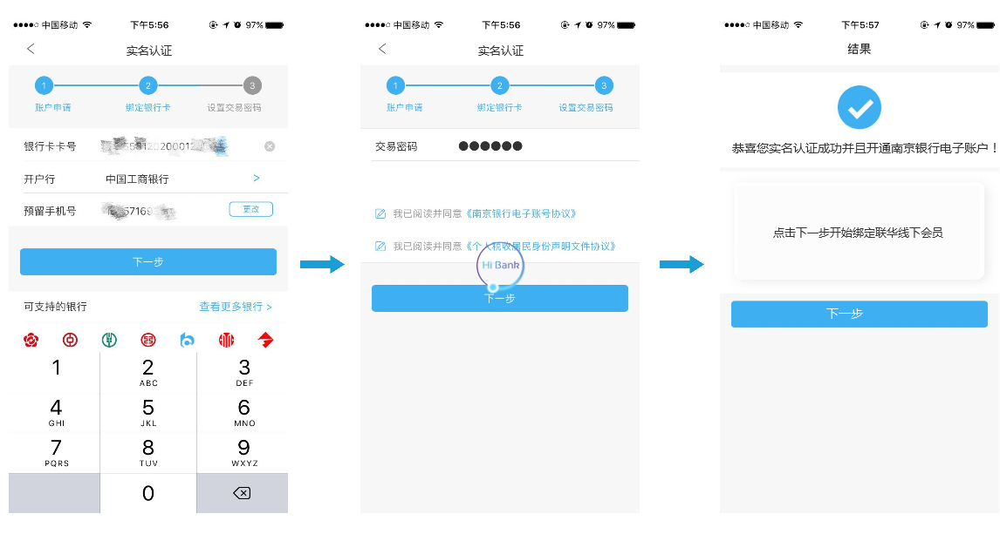 中国移动 下午5:56 97%
实名认证
1 2 3
账户申请 绑定银行卡 设置交易密码
银行卡卡号
开户行 中国工商银行 >
预留手机号 更改
下一步
可支持的银行 查看更多银行 >
1 2 ABC 3 DEF
4 GHI 5 JKL 6 MNO
7 PQRS 8 TUV 9 WXYZ
0
中国移动 下午5:56 97%
实名认证
1 2 3
账户申请 绑定银行卡 设置交易密码
交易密码 ●●●●●●
我已阅读并同意《南京银行电子账号协议》
我已阅读并同意《个人税收居民身份声明文件协议》
Hi Bank
下一步
中国移动 下午5:57 97%
结果
恭喜您实名认证成功并且开通南京银行电子账户！
点击下一步开始绑定联华线下会员
下一步